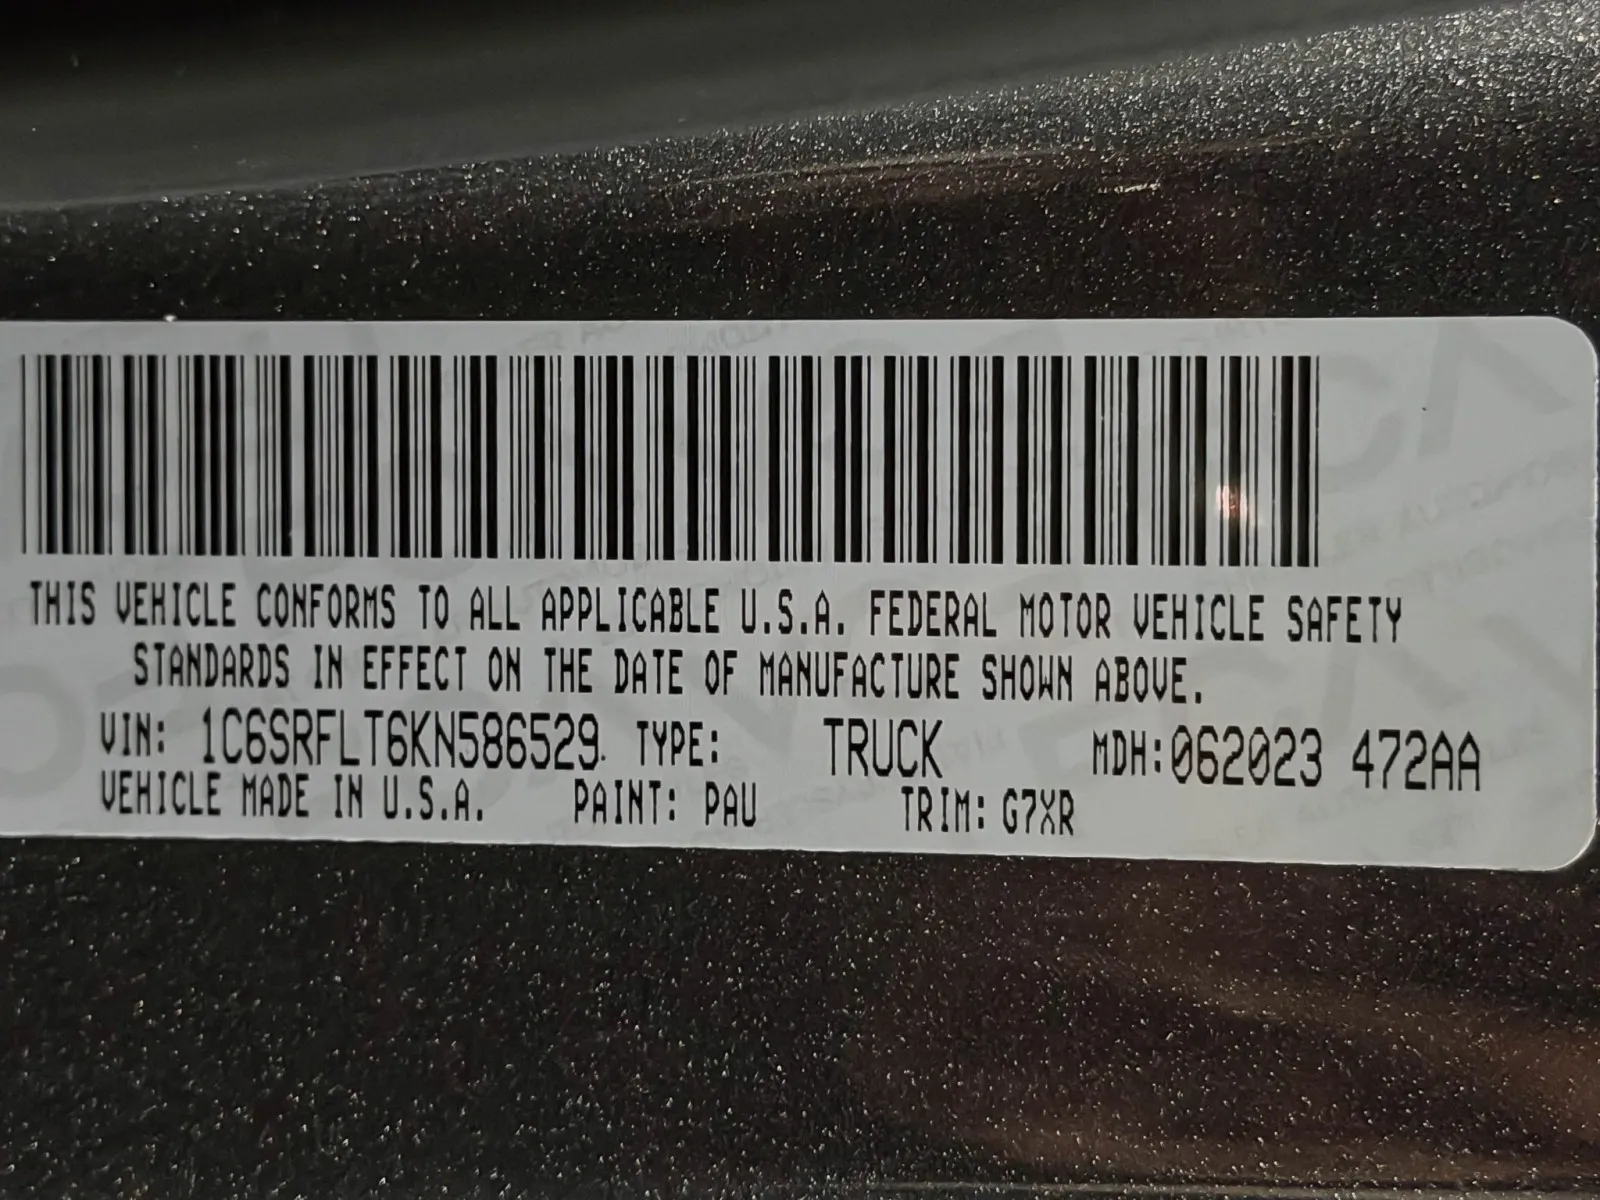 THIS VEHICLE CONFORMS TO ALL APPLICABLE U.S.A. FEDERAL MOTOR VEHICLE SAFETY
STANDARDS IN EFFECT ON THE DATE OF MANUFACTURE SHOWN ABOVE.
VIN: 1C6SRFLT6KN586529 TYPE: TRUCK MDH:062023 472AA
VEHICLE MADE IN U.S.A. PAINT: PAU TRIM: G7XR